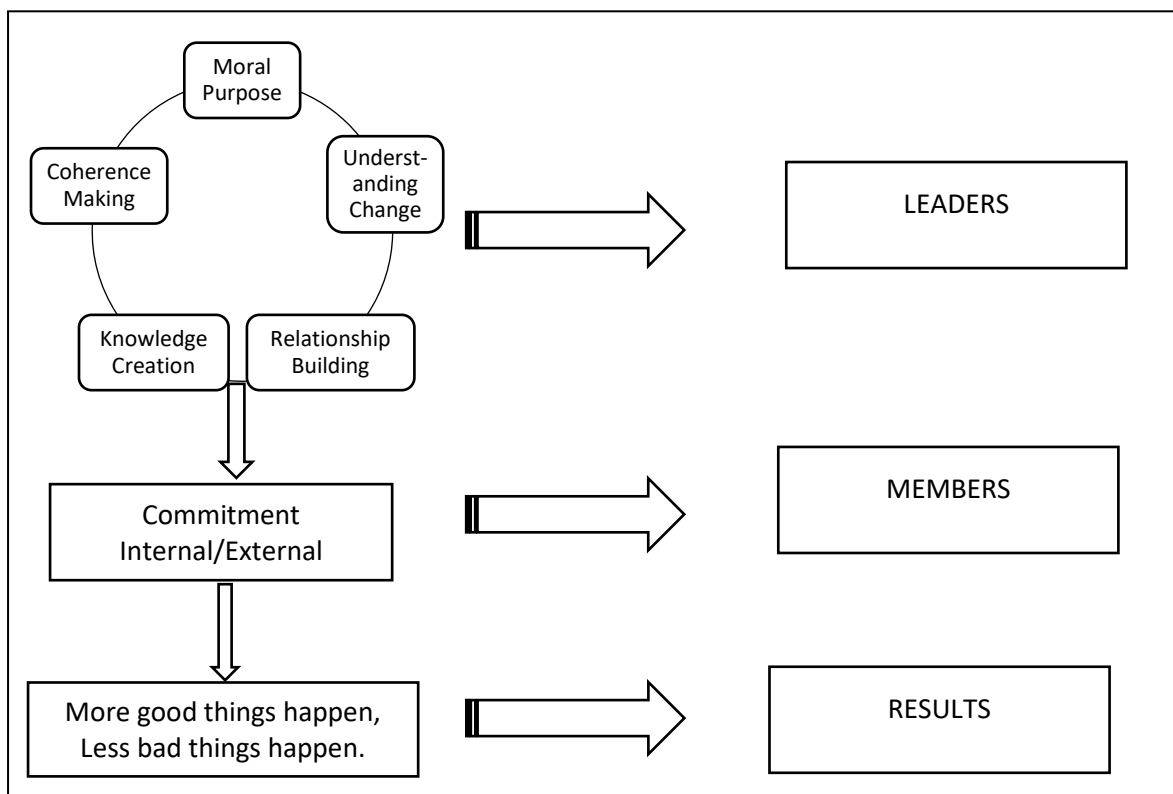 Moral
Purpose
Coherence
Making
Underst-
anding
Change
LEADERS
Knowledge
Creation
Relationship
Building
Commitment
Internal/External
MEMBERS
More good things happen,
Less bad things happen.
RESULTS